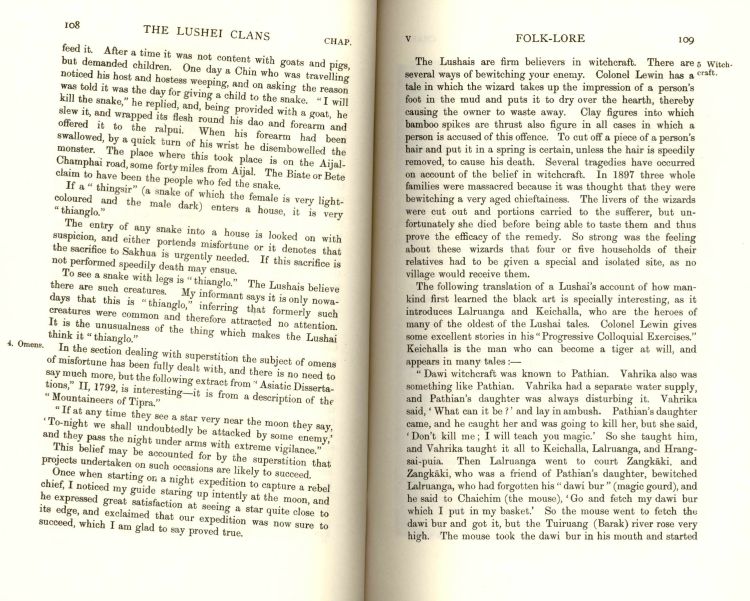 108 THE LUSHEI CLANS CHAP.
feed it. After a time it was not content with goats and pigs,
but demanded children. One day a Chin who was travelling
noticed his host and hostess weeping, and on asking the reason
was told it was the day for giving a child to the snake. "I will
kill the snake," he replied, and, being provided with a goat, he
slew it, and wrapped its flesh round his dao and forearm and
offered it to the ralpui. When his forearm had been
swallowed, by a quick turn of his wrist he disembowelled the
monster. The place where this took place is on the Aijal-
Champhai road, some forty miles from Aijal. The Biate or Bete
claim to have been the people who fed the snake.
If a "thingsir" (a snake of which the female is very light-
coloured and the male dark) enters a house, it is very
"thianglo."
The entry of any snake into a house is looked on with
suspicion, and either portends misfortune or it denotes that
the sacrifice to Sakhua is urgently needed. If this sacrifice is
not performed speedily death may ensue.
To see a snake with legs is "thianglo." The Lushais believe
there are such creatures. My informant says it is only nowa-
days that this is "thianglo," inferring that formerly such
creatures were common and therefore attracted no attention.
It is the unusualness of the thing which makes the Lushai
think it "thianglo."
4. Omens.
In the section dealing with superstition the subject of omens
of misfortune has been fully dealt with, and there is no need to
say much more, but the following extract from "Asiatic Disserta-
tions," II, 1792, is interesting—it is from a description of the
"Mountaineers of Tipra."
"If at any time they see a star very near the moon they say,
'To-night we shall undoubtedly be attacked by some enemy,'
and they pass the night under arms with extreme vigilance."
This belief may be accounted for by the superstition that
projects undertaken on such occasions are likely to succeed.
Once when starting on a night expedition to capture a rebel
chief, I noticed my guide staring up intently at the moon, and
he expressed great satisfaction at seeing a star quite close to
its edge, and exclaimed that our expedition was now sure to
succeed, which I am glad to say proved true.
V FOLK-LORE 109
The Lushais are firm believers in witchcraft. There are
several ways of bewitching your enemy. Colonel Lewin has a
5 Witch-
craft.
tale in which the wizard takes up the impression of a person's
foot in the mud and puts it to dry over the hearth, thereby
causing the owner to waste away. Clay figures into which
bamboo spikes are thrust also figure in all cases in which a
person is accused of this offence. To cut off a piece of a person's
hair and put it in a spring is certain, unless the hair is speedily
removed, to cause his death. Several tragedies have occurred
on account of the belief in witchcraft. In 1897 three whole
families were massacred because it was thought that they were
bewitching a very aged chieftainess. The livers of the wizards
were cut out and portions carried to the sufferer, but un-
fortunately she died before being able to taste them and thus
prove the efficacy of the remedy. So strong was the feeling
about these wizards that four or five households of their
relatives had to be given a special and isolated site, as no
village would receive them.
The following translation of a Lushai's account of how man-
kind first learned the black art is specially interesting, as it
introduces Lalruanga and Keichalla, who are the heroes of
many of the oldest of the Lushai tales. Colonel Lewin gives
some excellent stories in his "Progressive Colloquial Exercises."
Keichalla is the man who can become a tiger at will, and
appears in many tales :—
"Dawi witchcraft was known to Pathian. Vahrika also was
something like Pathian. Vahrika had a separate water supply,
and Pathian's daughter was always disturbing it. Vahrika
said, 'What can it be?' and lay in ambush. Pathian's daughter
came, and he caught her and was going to kill her, but she said,
'Don't kill me; I will teach you magic.' So she taught him,
and Vahrika taught it all to Keichalla, Lalruanga, and Hrang-
sai-puia. Then Lalruanga went to court Zangkāki, and
Zangkāki, who was a friend of Pathian's daughter, bewitched
Lalruanga, who had forgotten his "dawi bur" (magic gourd), and
he said to Chaichim (the mouse), 'Go and fetch my dawi bur
which I put in my basket.' So the mouse went to fetch the
dawi bur and got it, but the Tuiruang (Barak) river rose very
high. The mouse took the dawi bur in his mouth and started